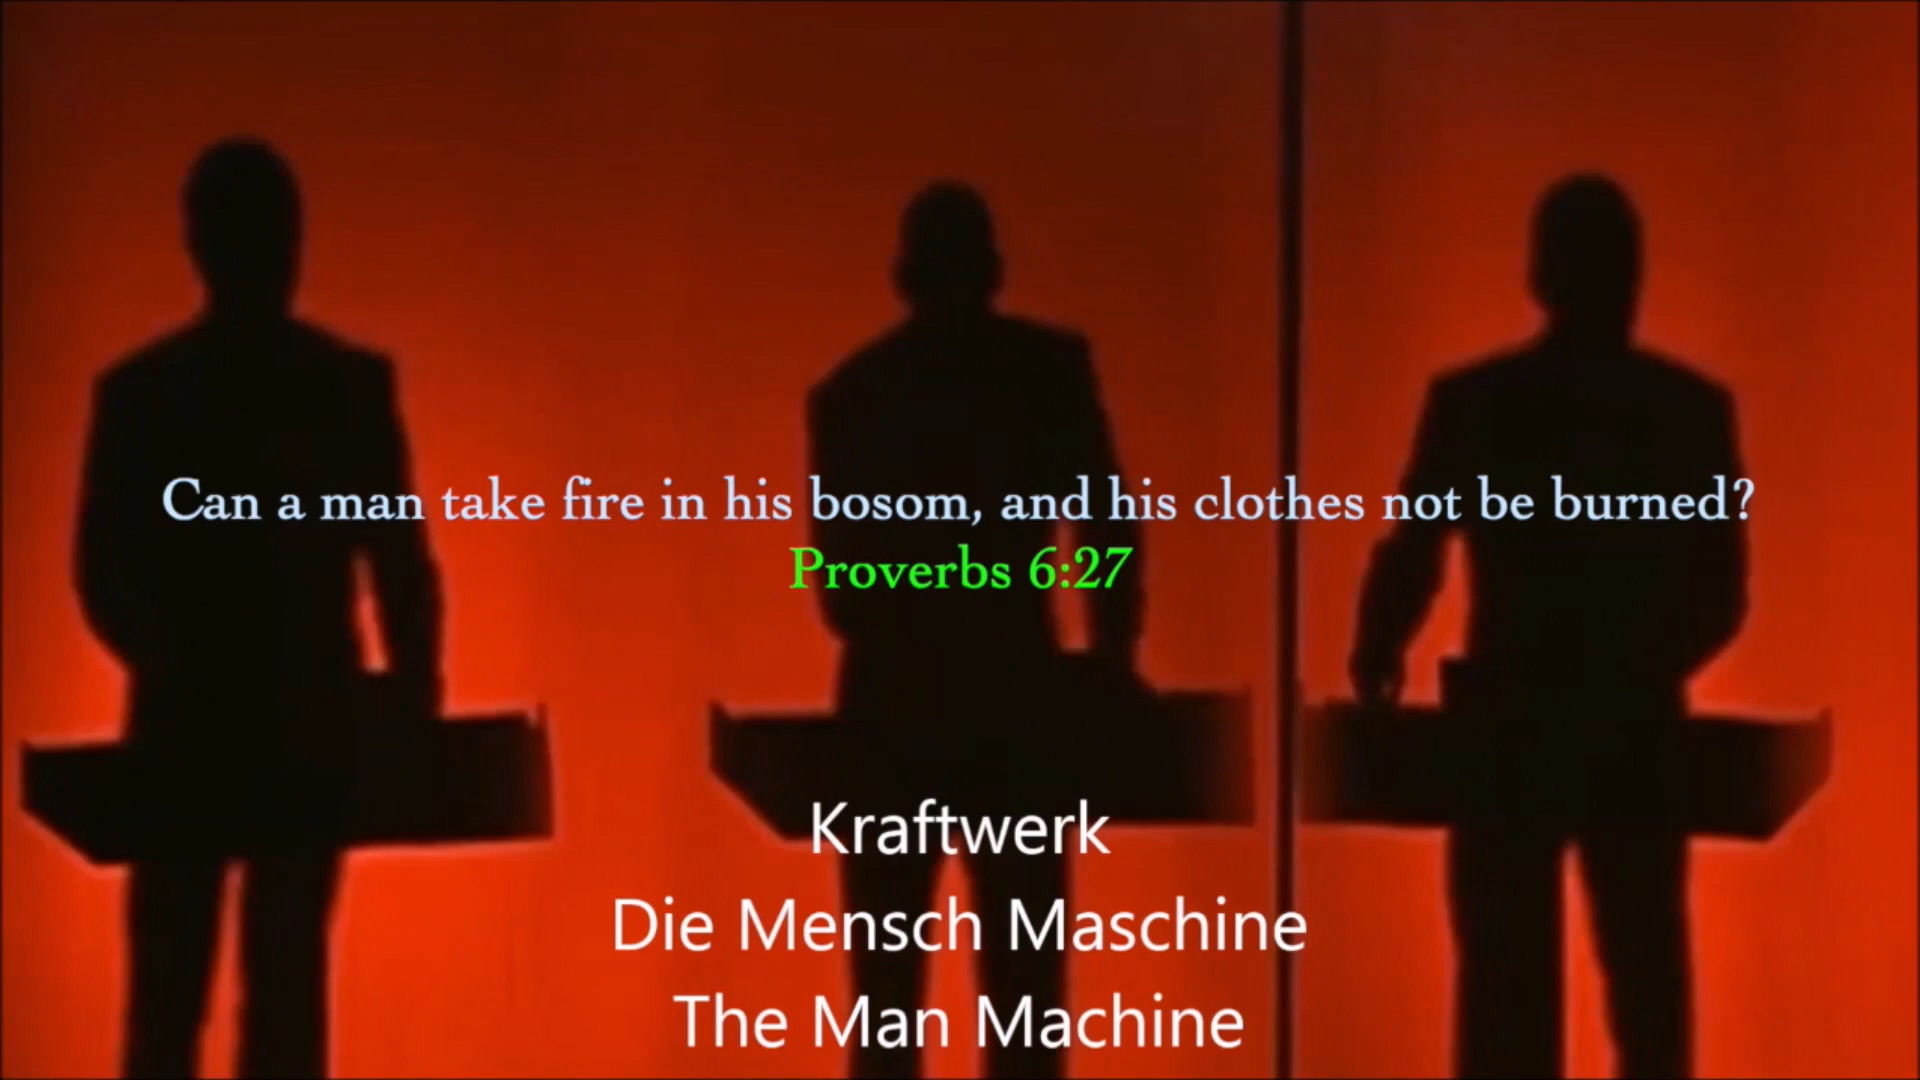 Can a man take fire in his bosom, and his clothes not be burned?
Proverbs 6:27
Kraftwerk
Die Mensch Maschine
The Man Machine